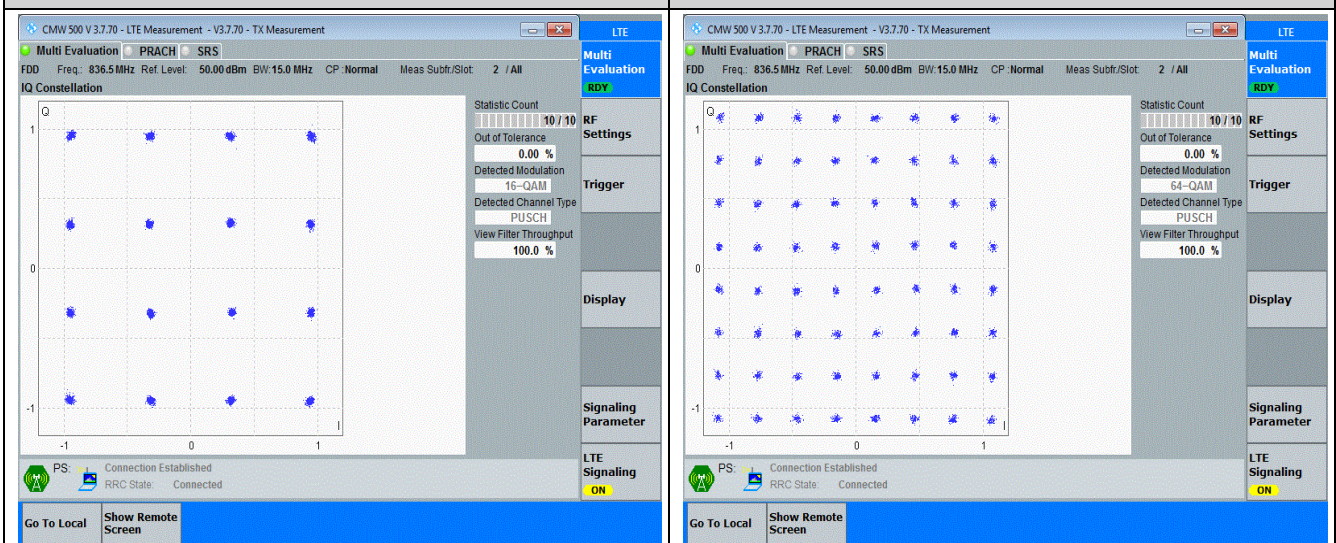 CMW 500 V 3.7.70 - LTE Measurement - V3.7.70 - TX Measurement
LTE
Multi Evaluation PRACH SRS
Multi
Evaluation
RDY
FDD Freq.: 836.5 MHz Ref. Level: 50.00 dBm BW: 15.0 MHz CP : Normal Meas Subfr./Slot: 2 / All
IQ Constellation
Q
1
0
-1
-1 0 1
I
Statistic Count
10 / 10
Out of Tolerance
0.00 %
Detected Modulation
16-QAM
Detected Channel Type
PUSCH
View Filter Throughput
100.0 %
RF
Settings
Trigger
Display
Signaling
Parameter
LTE
Signaling
ON
PS: Connection Established
RRC State: Connected
Go To Local
Show Remote
Screen
CMW 500 V 3.7.70 - LTE Measurement - V3.7.70 - TX Measurement
LTE
Multi Evaluation PRACH SRS
Multi
Evaluation
RDY
FDD Freq.: 836.5 MHz Ref. Level: 50.00 dBm BW: 15.0 MHz CP : Normal Meas Subfr./Slot: 2 / All
IQ Constellation
Q
1
0
-1
-1 0 1
I
Statistic Count
10 / 10
Out of Tolerance
0.00 %
Detected Modulation
64-QAM
Detected Channel Type
PUSCH
View Filter Throughput
100.0 %
RF
Settings
Trigger
Display
Signaling
Parameter
LTE
Signaling
ON
PS: Connection Established
RRC State: Connected
Go To Local
Show Remote
Screen